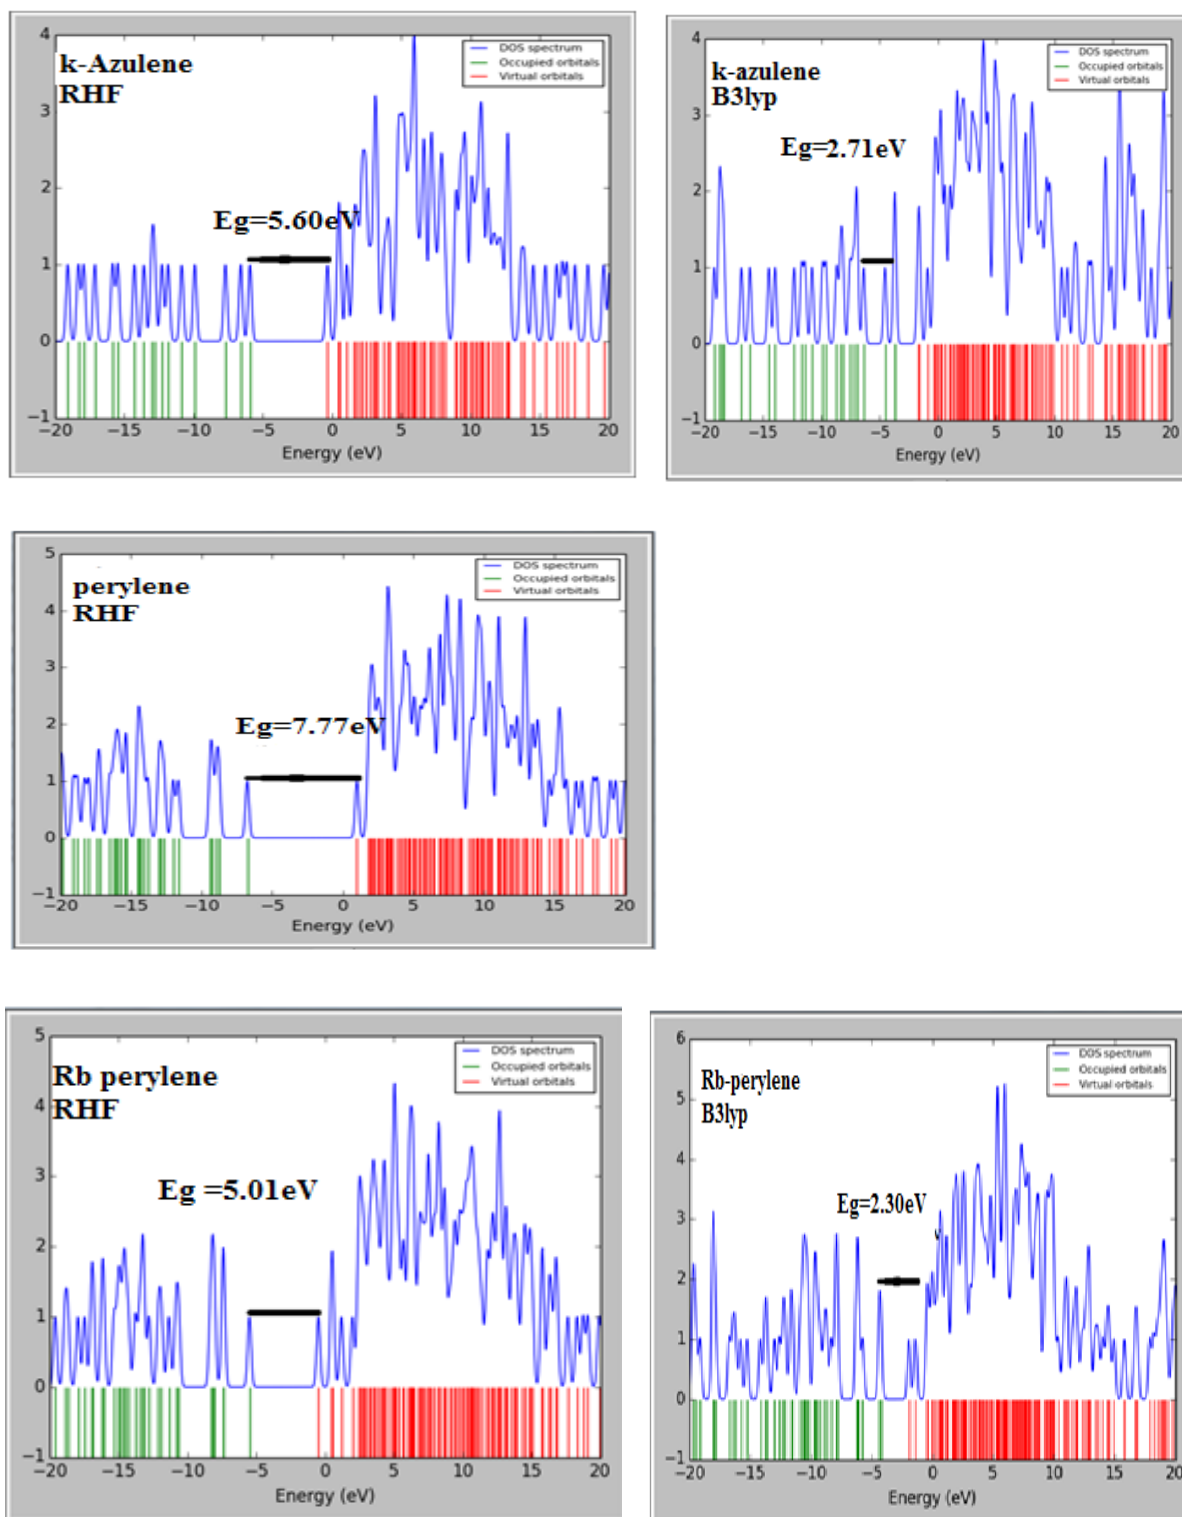 k-Azulene
RHF
DOS spectrum
Occupied orbitals
Virtual orbitals
Eg=5.60eV
4
3
2
1
0
−1
−20 −15 −10 −5 0 5 10 15 20
Energy (eV)
k-azulene
B3lyp
DOS spectrum
Occupied orbitals
Virtual orbitals
Eg=2.71eV
4
3
2
1
0
−1
−20 −15 −10 −5 0 5 10 15 20
Energy (eV)
perylene
RHF
DOS spectrum
Occupied orbitals
Virtual orbitals
Eg=7.77eV
5
4
3
2
1
0
−1
−20 −15 −10 −5 0 5 10 15 20
Energy (eV)
Rb perylene
RHF
DOS spectrum
Occupied orbitals
Virtual orbitals
Eg =5.01eV
5
4
3
2
1
0
−1
−20 −15 −10 −5 0 5 10 15 20
Energy (eV)
Rb-perylene
B3lyp
DOS spectrum
Occupied orbitals
Virtual orbitals
Eg=2.30eV
6
5
4
3
2
1
0
−1
−20 −15 −10 −5 0 5 10 15 20
Energy (eV)